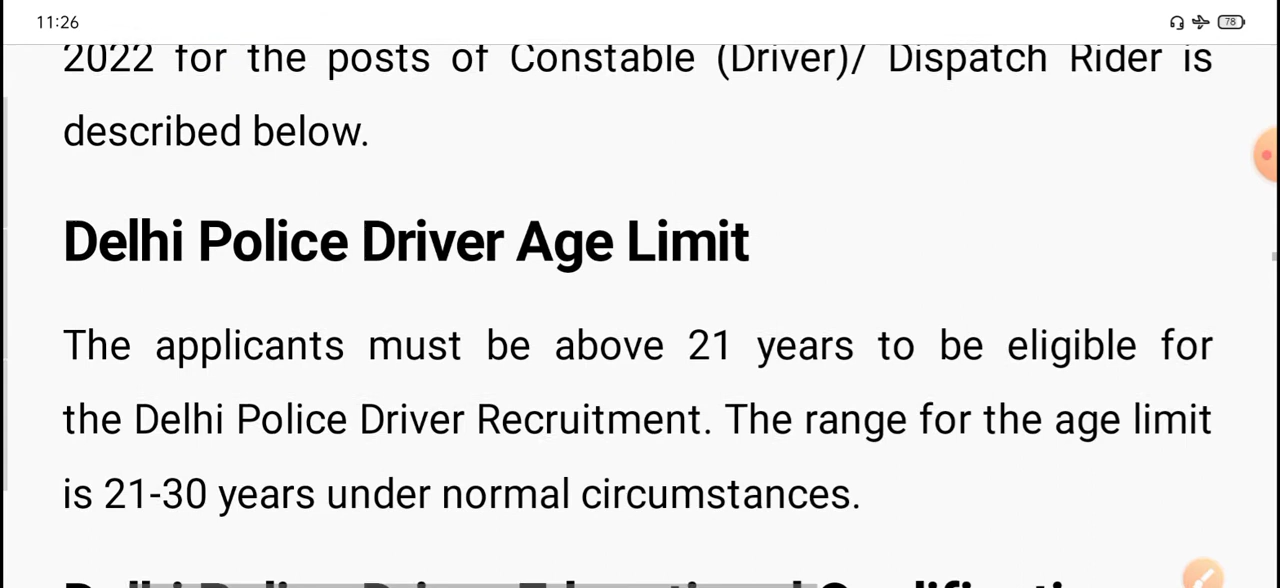 11:26
78
2022 for the posts of Constable (Driver)/ Dispatch Rider is
described below.
Delhi Police Driver Age Limit
The applicants must be above 21 years to be eligible for
the Delhi Police Driver Recruitment. The range for the age limit
is 21-30 years under normal circumstances.